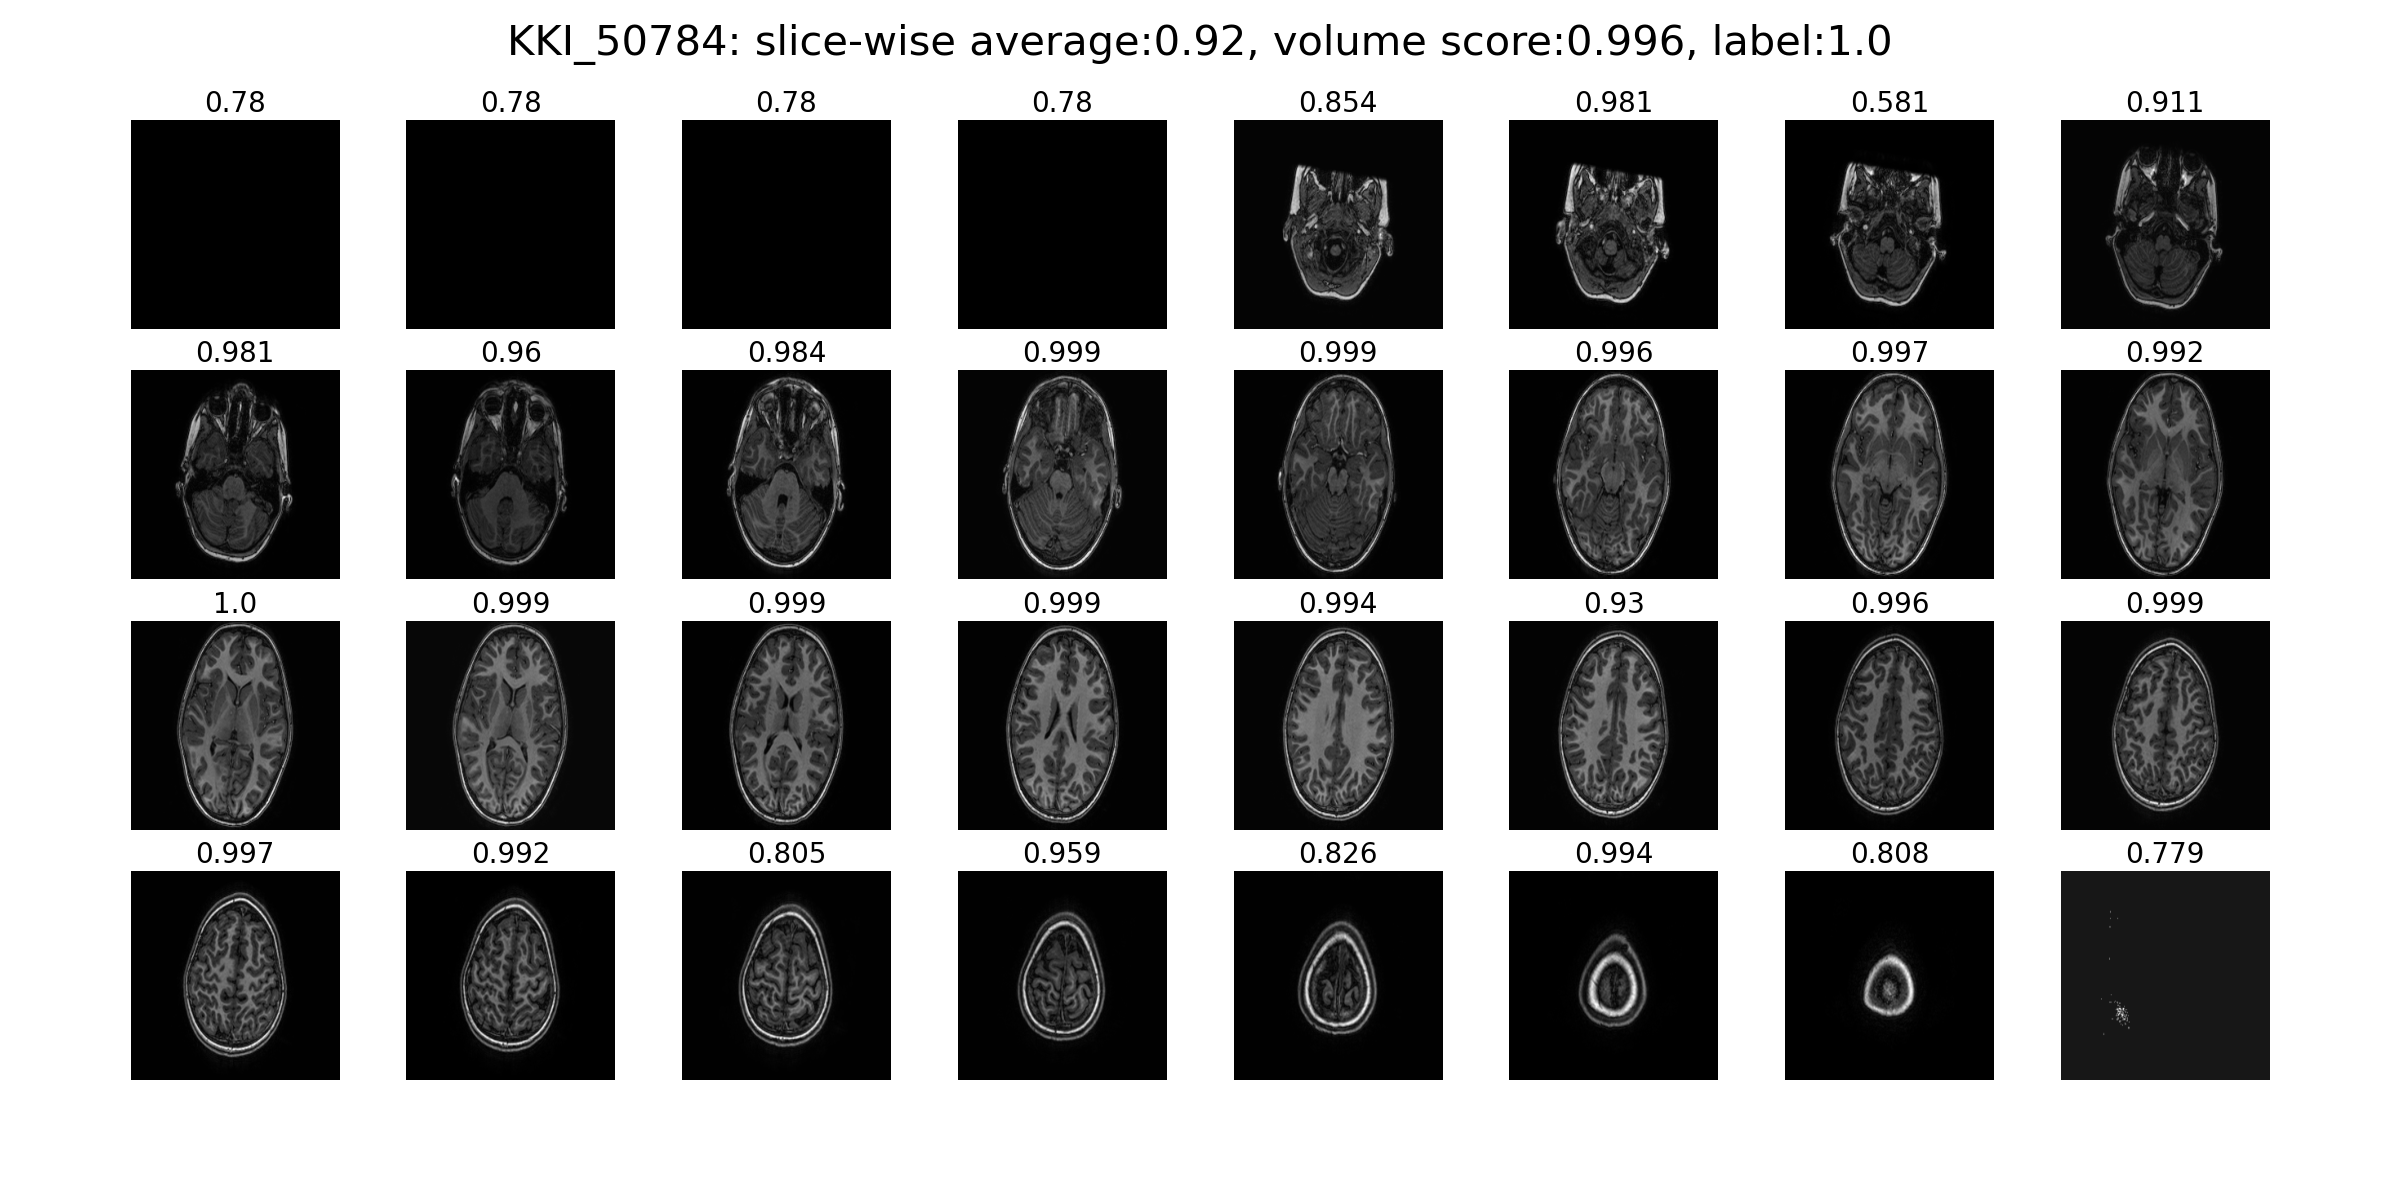 KKI_50784: slice-wise average:0.92, volume score:0.996, label:1.0
0.78 0.78 0.78 0.78 0.854 0.981 0.581 0.911
0.981 0.96 0.984 0.999 0.999 0.996 0.997 0.992
1.0 0.999 0.999 0.999 0.994 0.93 0.996 0.999
0.997 0.992 0.805 0.959 0.826 0.994 0.808 0.779